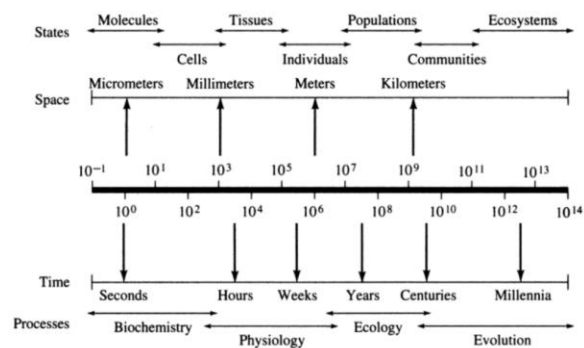 States Molecules Tissues Populations Ecosystems
Cells Individuals Communities
Micrometers Millimeters Meters Kilometers
Space
10⁻¹ 10¹ 10³ 10⁵ 10⁷ 10⁹ 10¹¹ 10¹³
10⁰ 10² 10⁴ 10⁶ 10⁸ 10¹⁰ 10¹² 10¹⁴
Time
Seconds Hours Weeks Years Centuries Millennia
Processes Biochemistry Ecology
Physiology Evolution